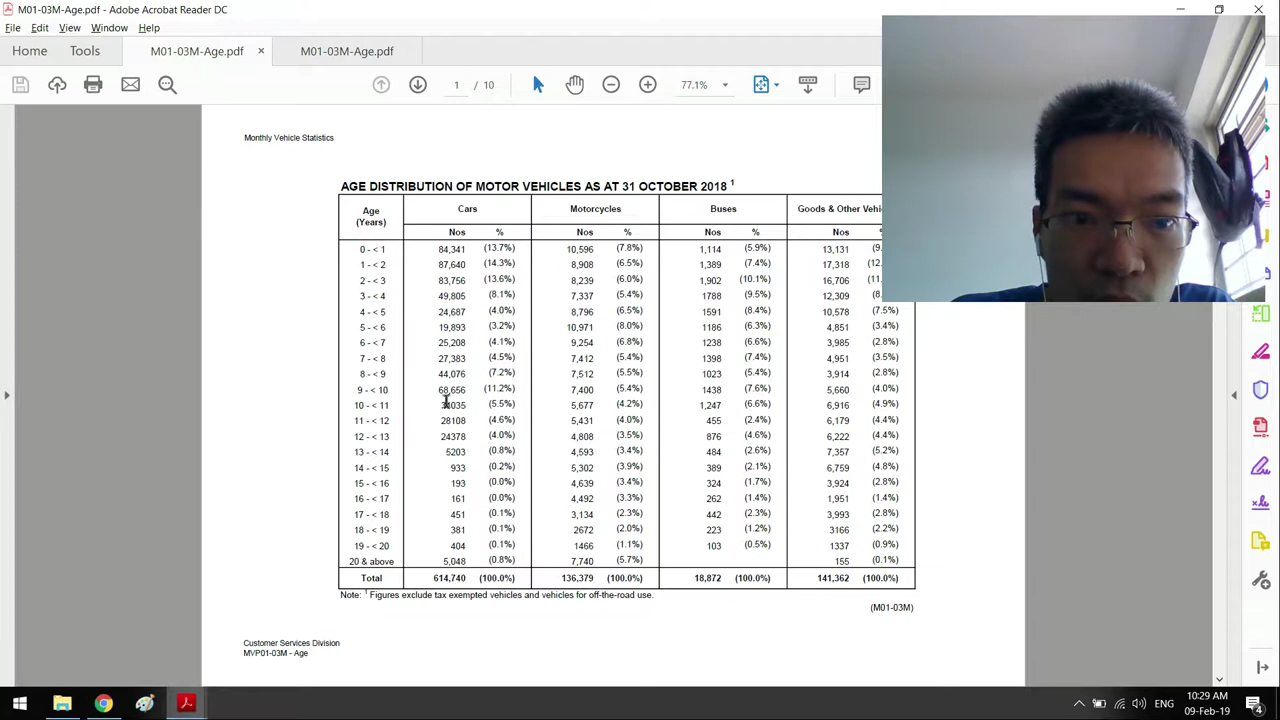 M01-03M-Age.pdf - Adobe Acrobat Reader DC
File Edit View Window Help
Home Tools M01-03M-Age.pdf × M01-03M-Age.pdf
1 / 10 77.1%
Monthly Vehicle Statistics
AGE DISTRIBUTION OF MOTOR VEHICLES AS AT 31 OCTOBER 2018 1
Age (Years) Cars Motorcycles Buses Goods & Other
Nos % Nos % Nos % Nos
0 - < 1 84,341 (13.7%) 10,596 (7.8%) 1,114 (5.9%) 13,131
1 - < 2 87,640 (14.3%) 8,908 (6.5%) 1,389 (7.4%) 17,318
2 - < 3 83,756 (13.6%) 8,239 (6.0%) 1,902 (10.1%) 16,706
3 - < 4 49,805 (8.1%) 7,337 (5.4%) 1788 (9.5%) 12,309
4 - < 5 24,687 (4.0%) 8,796 (6.5%) 1591 (8.4%) 10,578 (7.5%)
5 - < 6 19,893 (3.2%) 10,971 (8.0%) 1186 (6.3%) 4,851 (3.4%)
6 - < 7 25,208 (4.1%) 9,254 (6.8%) 1238 (6.6%) 3,985 (2.8%)
7 - < 8 27,383 (4.5%) 7,412 (5.4%) 1398 (7.4%) 4,951 (3.5%)
8 - < 9 44,076 (7.2%) 7,512 (5.5%) 1023 (5.4%) 3,914 (2.8%)
9 - < 10 68,656 (11.2%) 7,400 (5.4%) 1438 (7.6%) 5,660 (4.0%)
10 - < 11 (5.5%) 5,677 (4.2%) 1,247 (6.6%) 6,916 (4.9%)
11 - < 12 28108 (4.6%) 5,431 (4.0%) 455 (2.4%) 6,179 (4.4%)
12 - < 13 24378 (4.0%) 4,808 (3.5%) 876 (4.6%) 6,222 (4.4%)
13 - < 14 5203 (0.8%) 4,593 (3.4%) 484 (2.6%) 7,357 (5.2%)
14 - < 15 933 (0.2%) 5,302 (3.9%) 389 (2.1%) 6,759 (4.8%)
15 - < 16 193 (0.0%) 4,639 (3.4%) 324 (1.7%) 3,924 (2.8%)
16 - < 17 161 (0.0%) 4,492 (3.3%) 262 (1.4%) 1,951 (1.4%)
17 - < 18 451 (0.1%) 3,134 (2.3%) 442 (2.3%) 3,993 (2.8%)
18 - < 19 381 (0.1%) 2672 (2.0%) 223 (1.2%) 3166 (2.2%)
19 - < 20 404 (0.1%) 1466 (1.1%) 103 (0.5%) 1337 (0.9%)
20 & above 5,048 (0.8%) 7,740 (5.7%) 155 (0.1%)
Total 614,740 (100.0%) 136,379 (100.0%) 18,872 (100.0%) 141,362 (100.0%)
Note: 1 Figures exclude tax exempted vehicles and vehicles for off-the-road use.
(M01-03M)
Customer Services Division
MVP01-03M - Age
ENG 10:29 AM
09-Feb-19 4